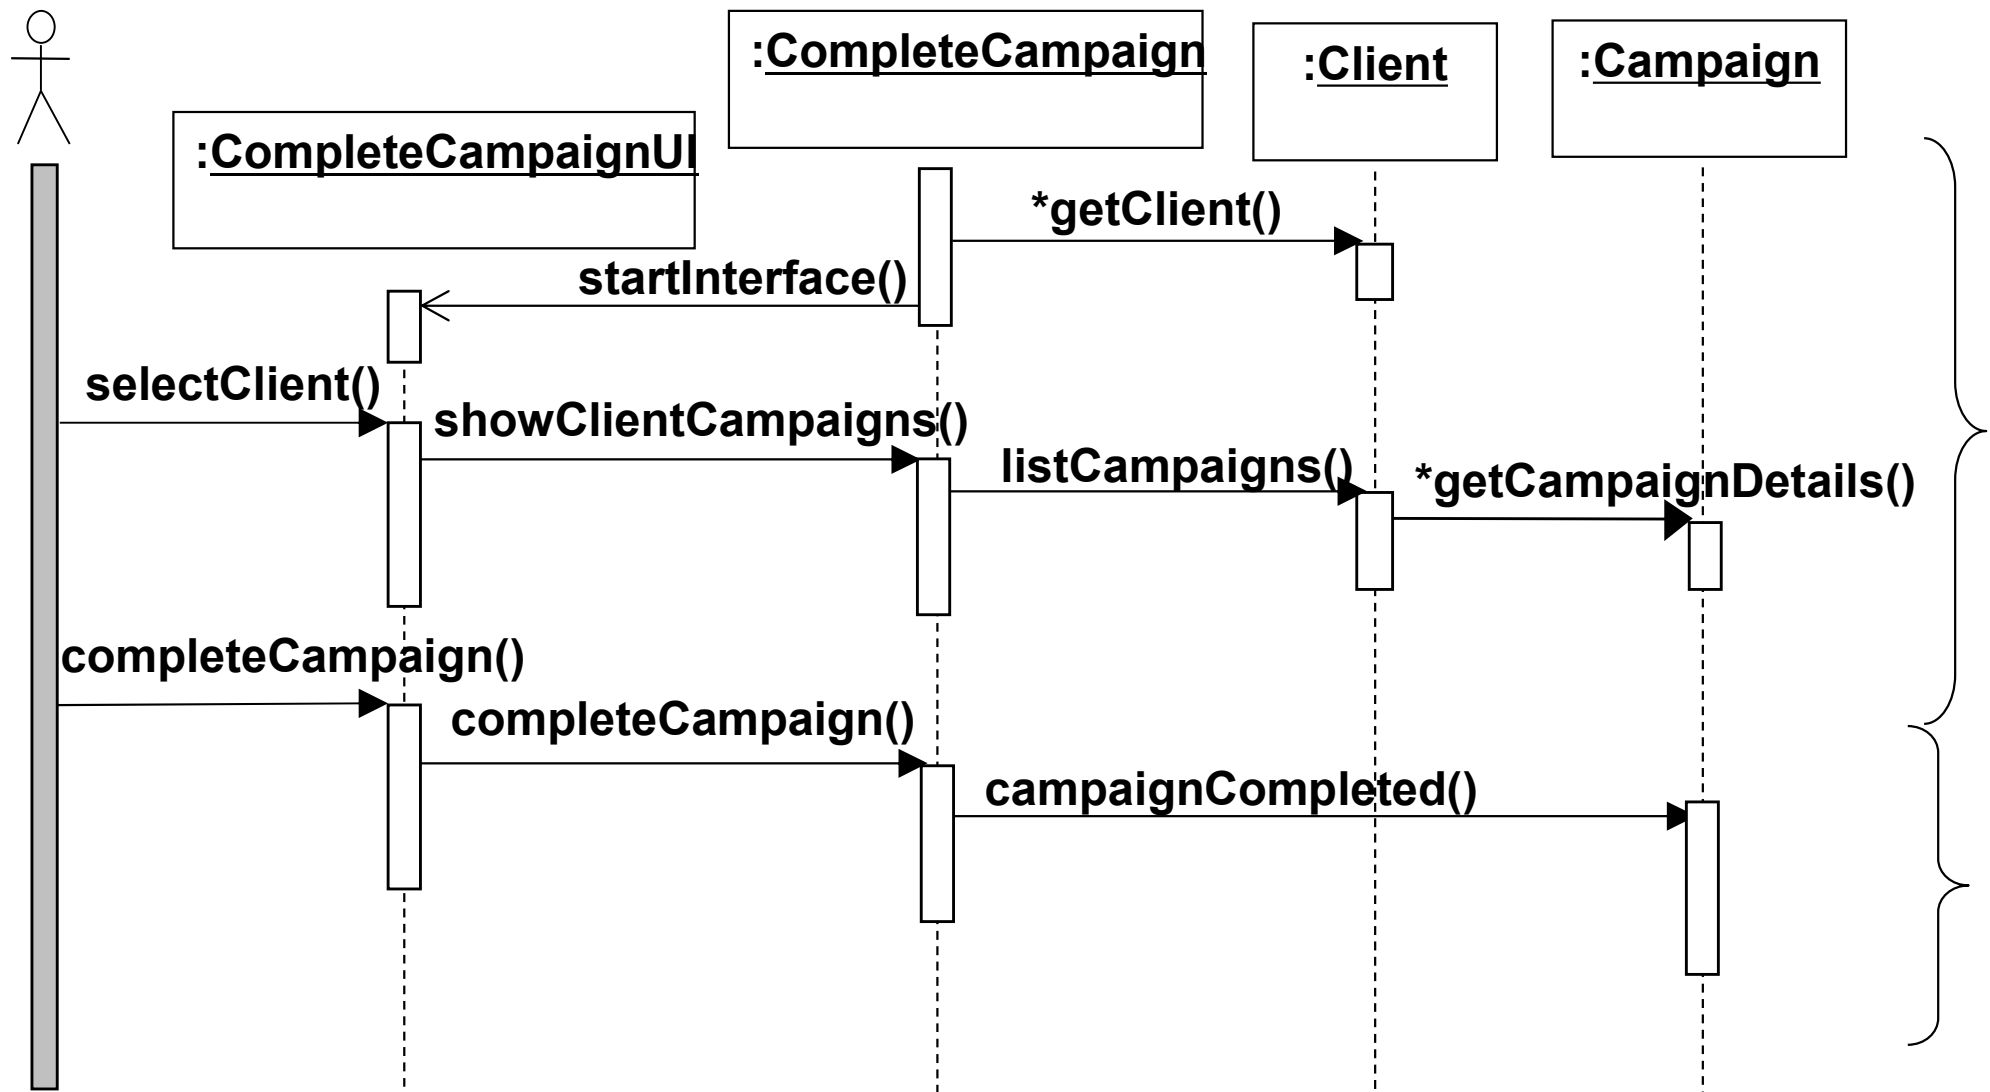 :CompleteCampaign
:Client
:Campaign
:CompleteCampaignUI
*getClient()
startInterface()
selectClient()
showClientCampaigns()
listCampaigns()
*getCampaignDetails()
completeCampaign()
completeCampaign()
campaignCompleted()